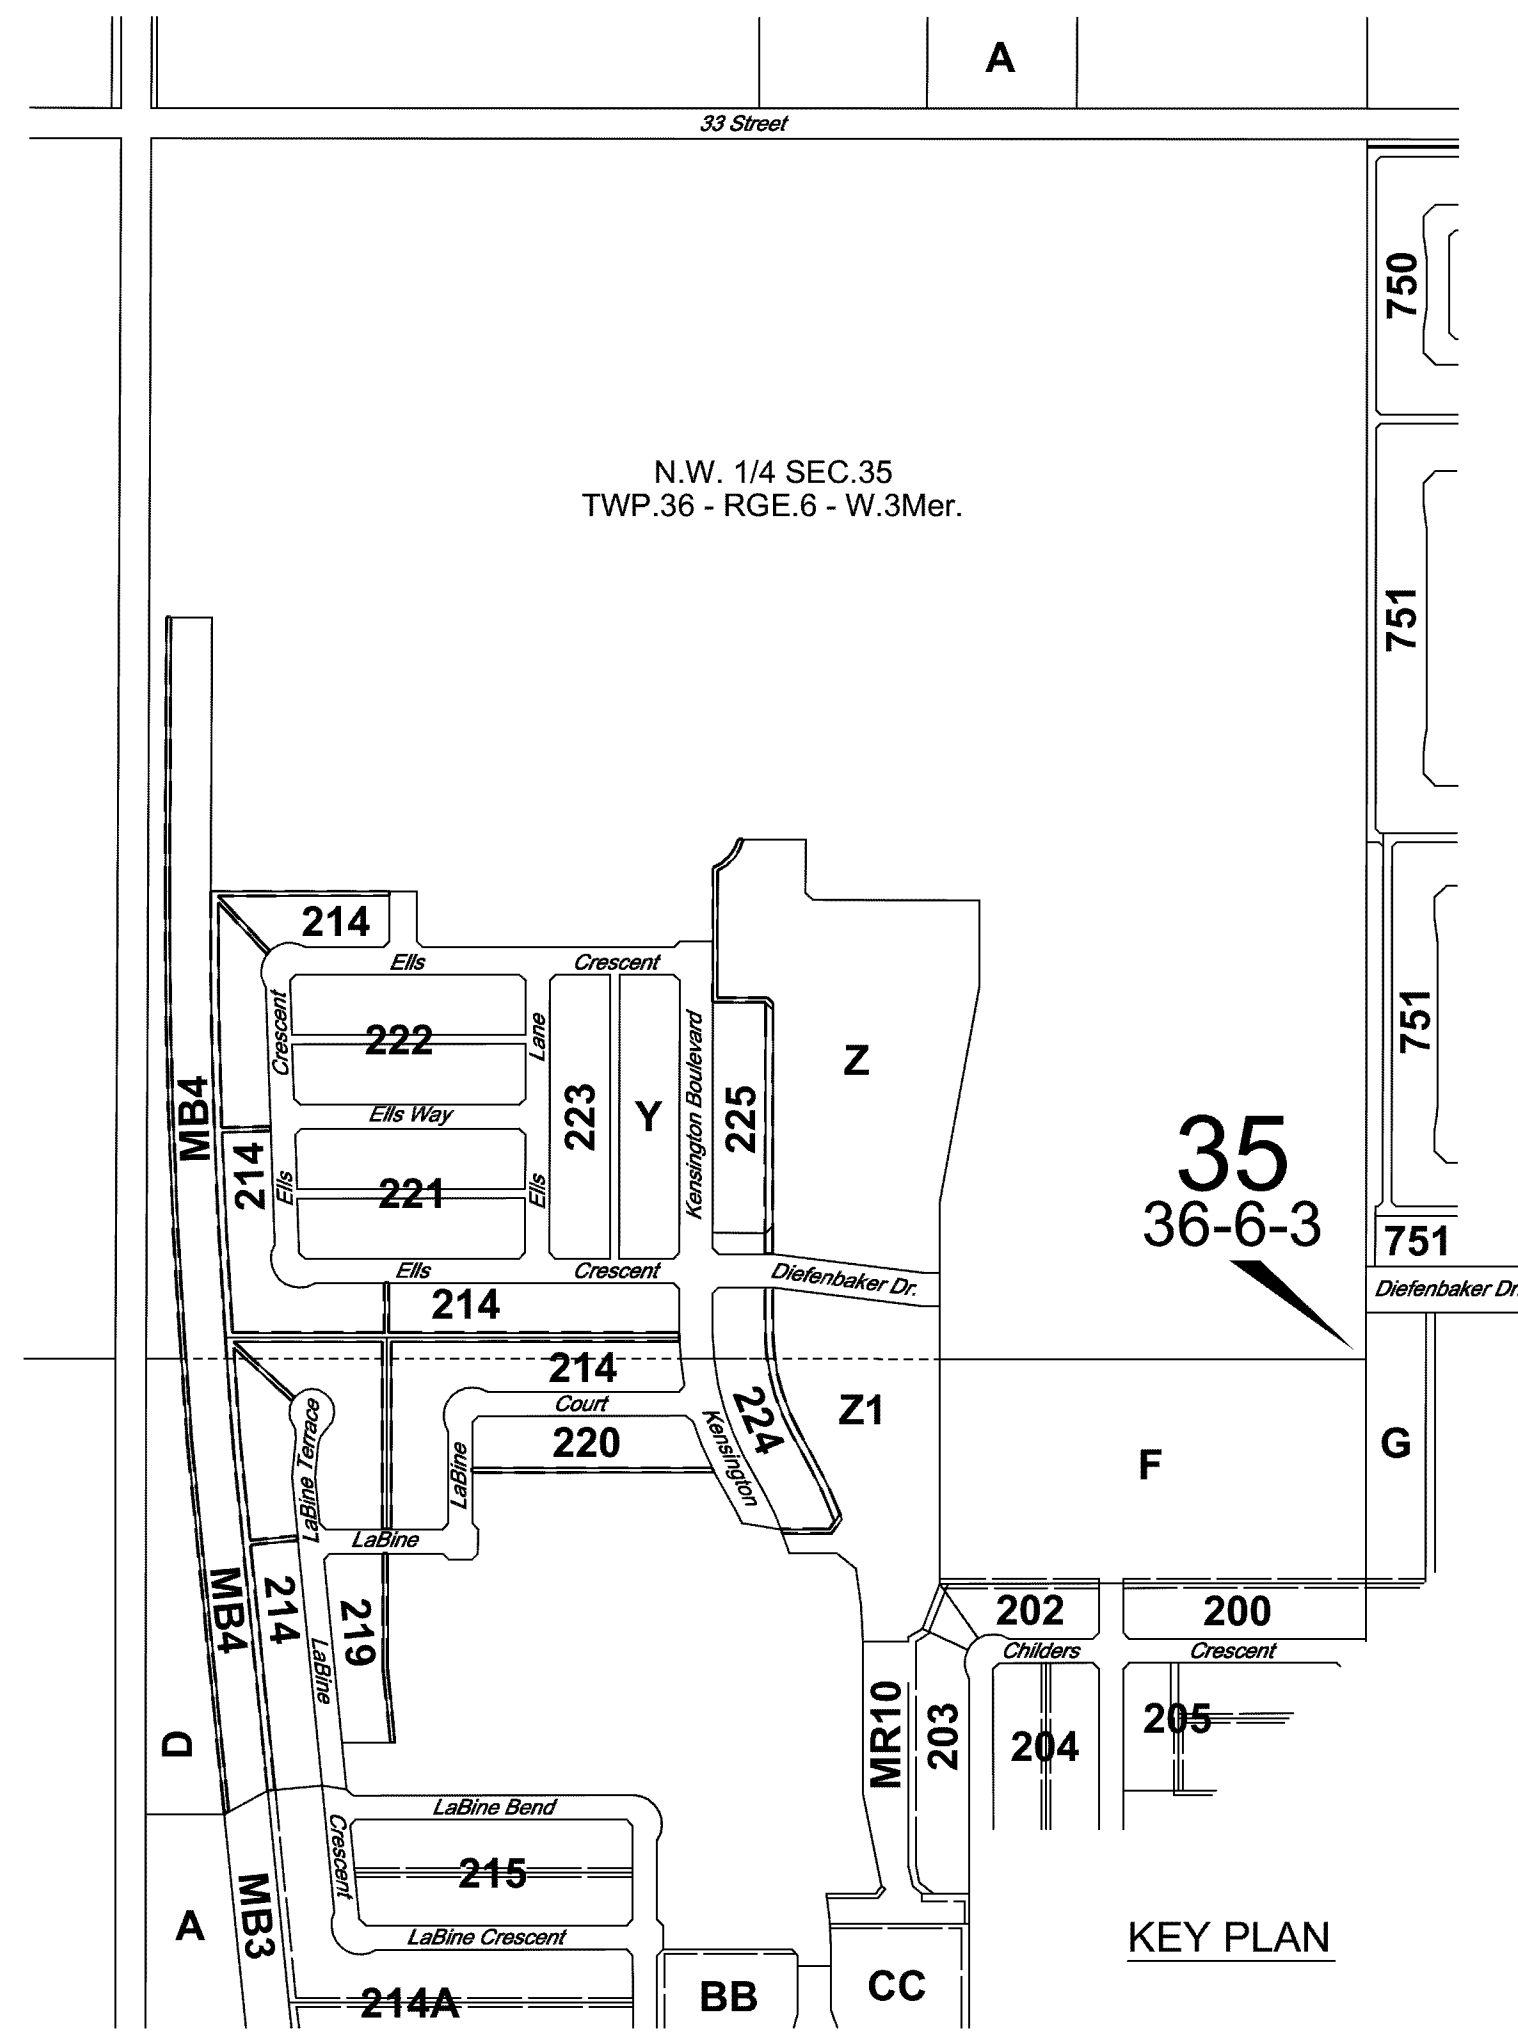 A
33 Street
750
N.W. 1/4 SEC.35
TWP.36 - RGE.6 - W.3Mer.
751
214
Ells
Crescent
Crescent
222
Lane
751
Kensington Boulevard
Z
MB4
Ells Way
223
Y
225
35
214
Ells
221
Ells
36-6-3
751
Ells
Crescent
Diefenbaker Dr.
Diefenbaker Dr.
214
214
Court
224
Z1
LaBine Terrace
220
Kensington
G
F
LaBine
LaBine
MB4
214
219
202
200
LaBine
Childers
Crescent
D
MR10
203
204
205
LaBine Bend
Crescent
215
MB3
A
LaBine Crescent
KEY PLAN
214A
BB
CC